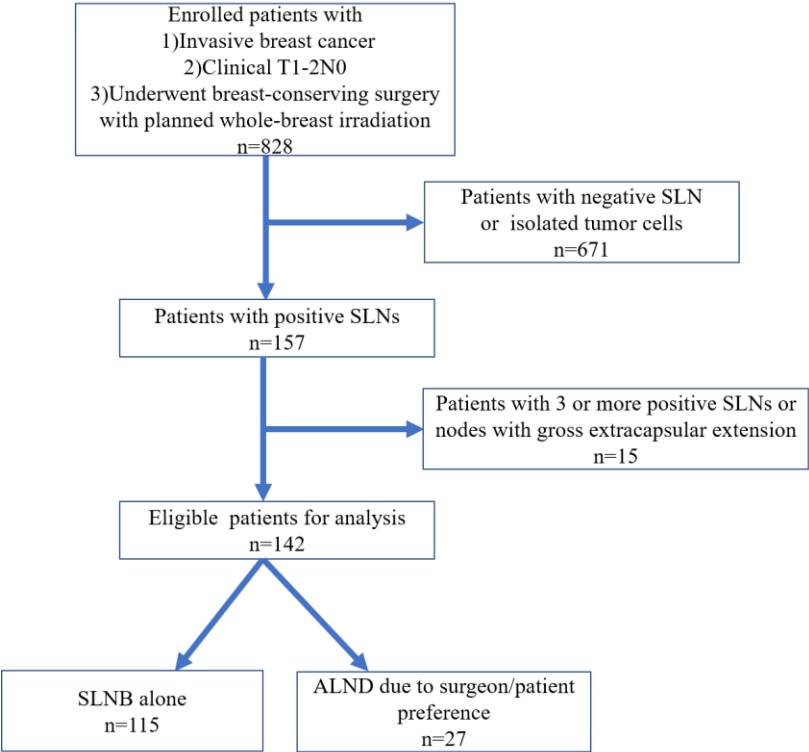 Enrolled patients with
1)Invasive breast cancer
2)Clinical T1-2N0
3)Underwent breast-conserving surgery
with planned whole-breast irradiation
n=828
Patients with negative SLN
or isolated tumor cells
n=671
Patients with positive SLNs
n=157
Patients with 3 or more positive SLNs or
nodes with gross extracapsular extension
n=15
Eligible patients for analysis
n=142
SLNB alone
n=115
ALND due to surgeon/patient
preference
n=27